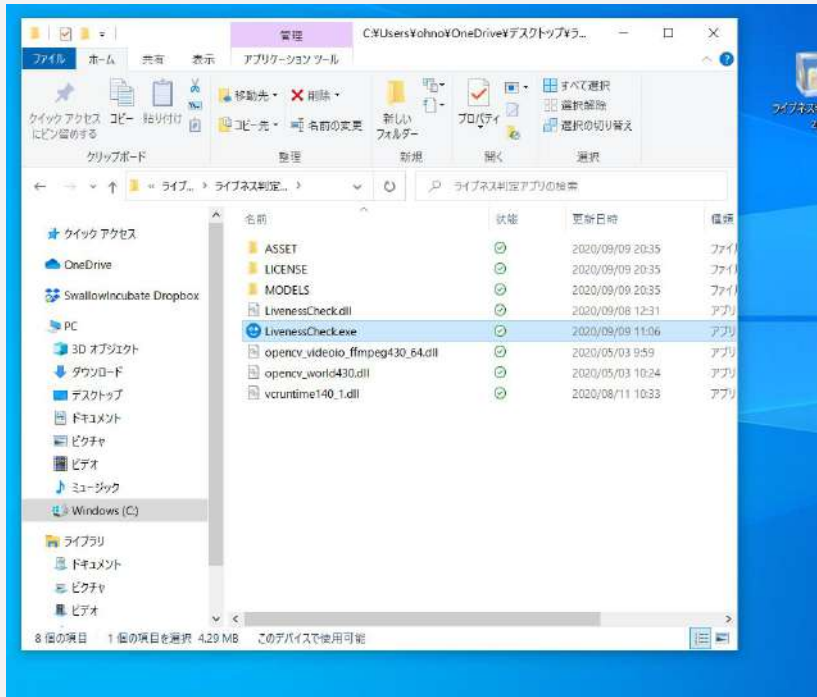 管理
C:¥Users¥ohno¥OneDrive¥デスクトップ¥ラ...
ファイル ホーム 共有 表示 アプリケーション ツール
クイック アクセス
にピン留めする
コピー 貼り付け
移動先 削除
コピー先 名前の変更
新しい
フォルダー
プロパティ
すべて選択
選択解除
選択の切り替え
クリップボード 整理 新規 開く 選択
« ライブ... › ライブネス判定... ›
ライブネス判定アプリの検索
名前 状態 更新日時 種類
クイック アクセス
OneDrive
SwallowIncubate Dropbox
PC
3D オブジェクト
ダウンロード
デスクトップ
ドキュメント
ピクチャ
ビデオ
ミュージック
Windows (C:)
ライブラリ
ドキュメント
ピクチャ
ビデオ
ASSET 2020/09/09 20:35 ファイル
LICENSE 2020/09/09 20:35 ファイル
MODELS 2020/09/09 20:35 ファイル
LivenessCheck.dll 2020/09/08 12:31 アプリ
LivenessCheck.exe 2020/09/09 11:06 アプリ
opencv_videoio_ffmpeg430_64.dll 2020/05/03 9:59 アプリ
opencv_world430.dll 2020/05/03 10:24 アプリ
vcruntime140_1.dll 2020/08/11 10:33 アプリ
8 個の項目 1 個の項目を選択 4.29 MB このデバイスで使用可能
ライブネス